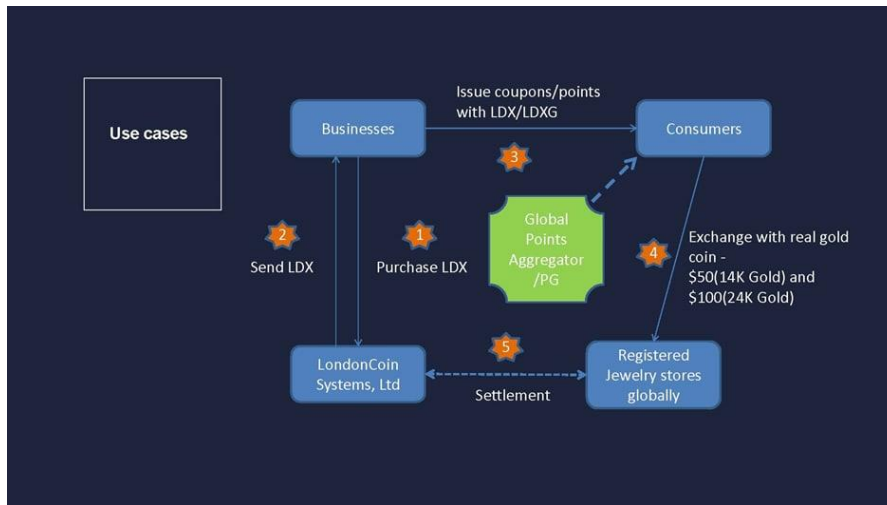 Use cases
Issue coupons/points
with LDX/LDXG
Businesses
Consumers
3
Global
Points
Aggregator
/PG
2
Send LDX
1
Purchase LDX
4
Exchange with real gold
coin -
$50(14K Gold) and
$100(24K Gold)
LondonCoin
Systems, Ltd
5
Settlement
Registered
Jewelry stores
globally